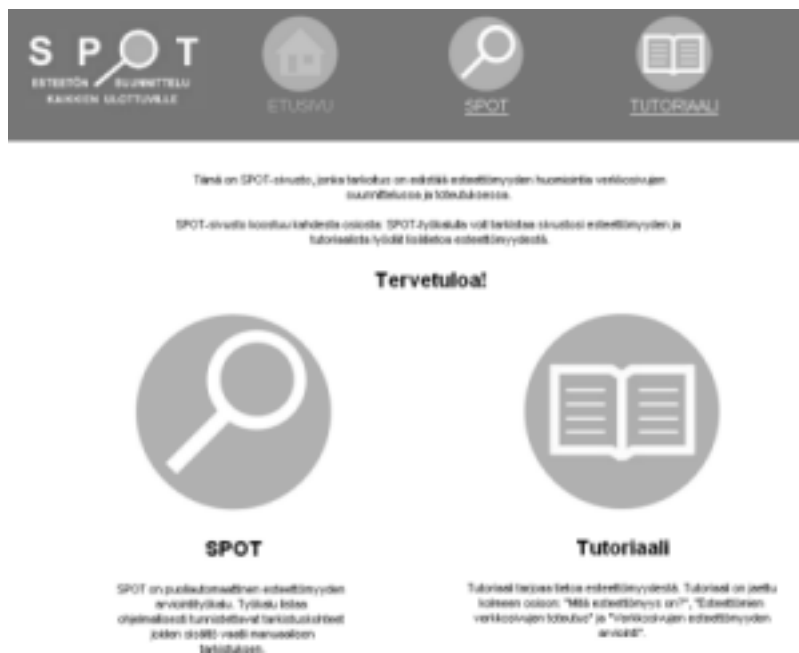 SPOT
ESTEETÖN SUUNNITTELU
KAIKKIEN ULOTTUVILLE
ETUSIVU
SPOT
TUTORIAALI
Tämä on SPOT-sivusto, jonka tarkoitus on edistää esteettömyyden huomiointia verkkosivujen
suunnittelussa ja toteutuksessa.
SPOT-sivusto koostuu kahdesta osiosta: SPOT-työkalulla voit tarkistaa sivustosi esteettömyyden ja
tutoriaalista löydät lisätietoa esteettömyydestä.
Tervetuloa!
SPOT
SPOT on puoliautomaattinen esteettömyyden
arviointityökalu. Työkalu listaa
ohjelmallisesti tunnistettavat tarkistuskohteet
joiden sisältö vaatii manuaalisen
tarkistuksen.
Tutoriaali
Tutoriaali tarjoaa tietoa esteettömyydestä. Tutoriaali on jaettu
kolmeen osioon: "Mitä esteettömyys on?", "Esteettömien
verkkosivujen toteutus" ja "Verkkosivujen esteettömyyden
arviointi".